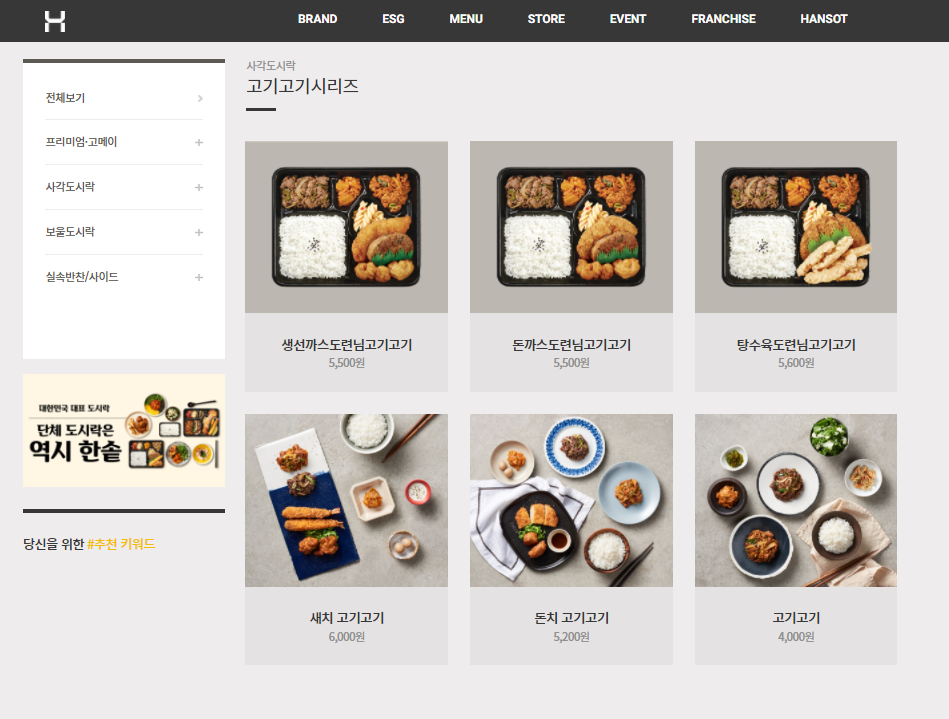 BRAND ESG MENU STORE EVENT FRANCHISE HANSOT
전체보기
프리미엄·고메이
사각도시락
보울도시락
실속반찬/사이드
대한민국 대표 도시락
단체 도시락은
역시 한솥
당신을 위한 #추천 키워드
사각도시락
고기고기시리즈
생선까스도련님고기고기
5,500원
돈까스도련님고기고기
5,500원
탕수육도련님고기고기
5,600원
새치 고기고기
6,000원
돈치 고기고기
5,200원
고기고기
4,000원